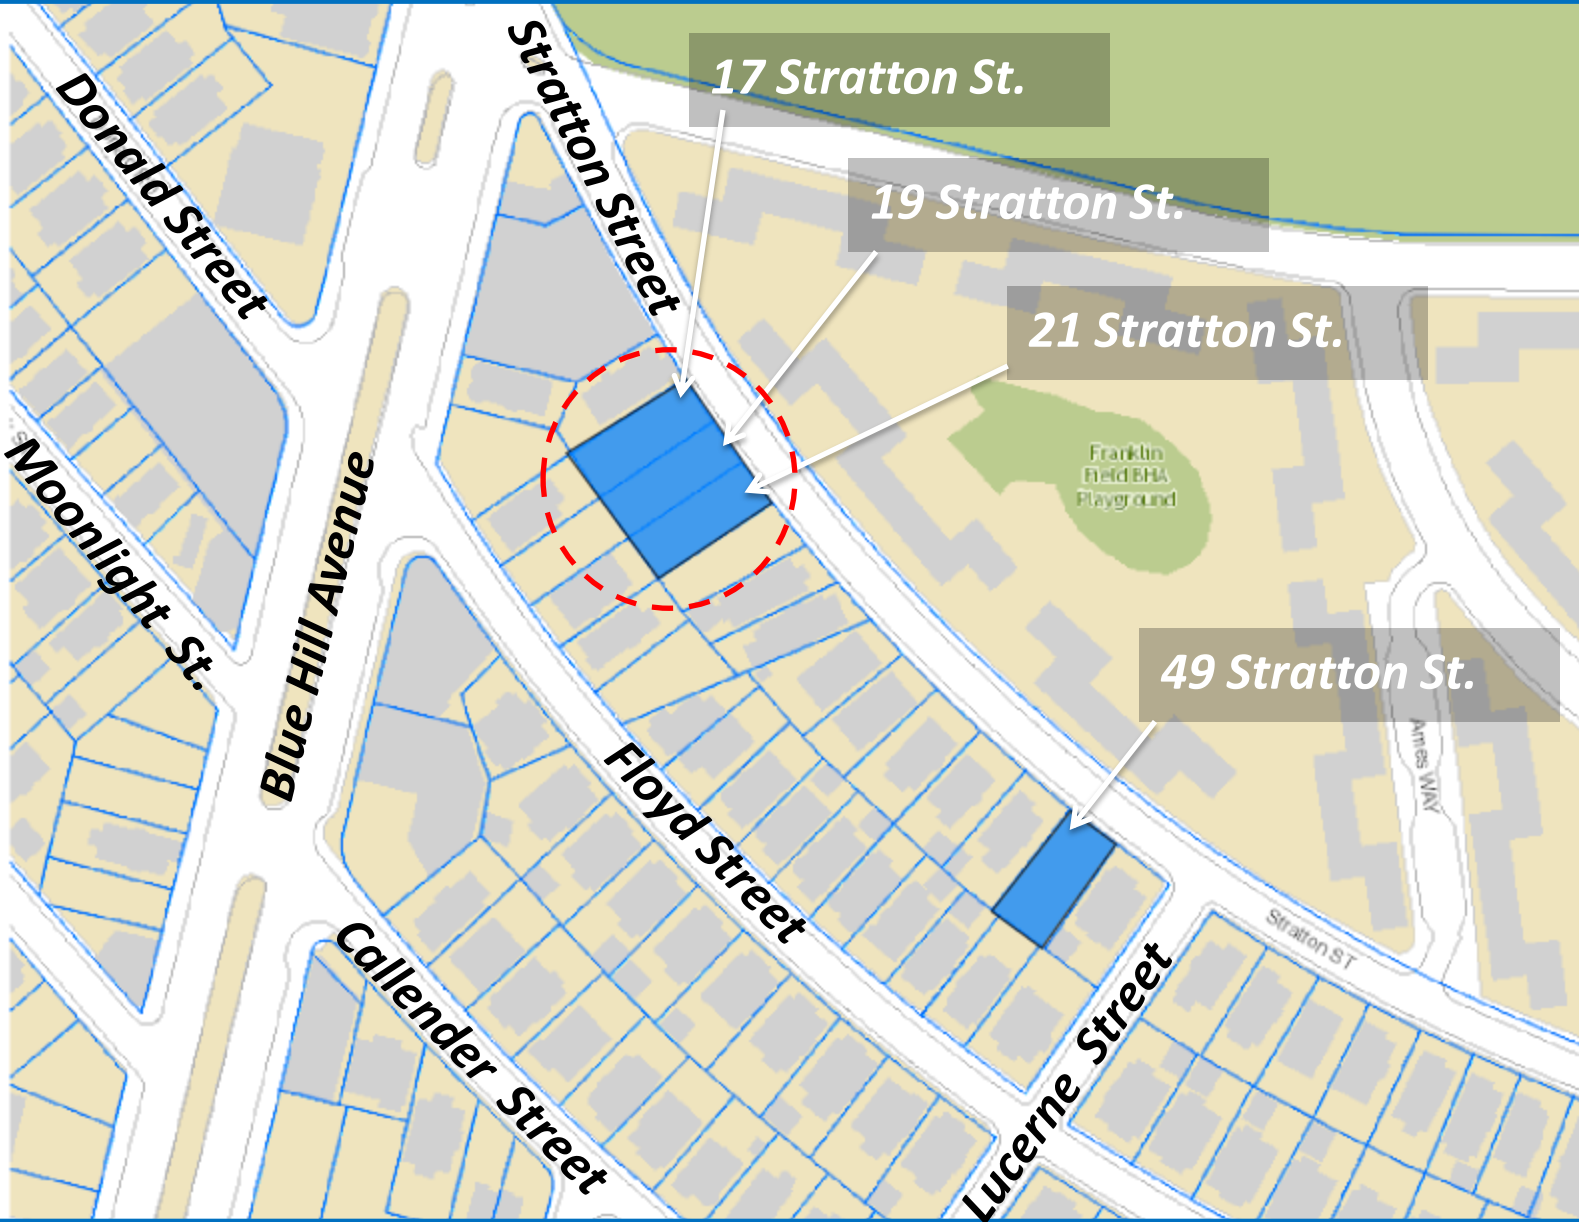 Stratton Street
17 Stratton St.
Donald Street
19 Stratton St.
21 Stratton St.
Franklin
Field BHA
Playground
Moonlight St.
Blue Hill Avenue
49 Stratton St.
Ames WAY
Floyd Street
Stratton ST
Callender Street
Lucerne Street